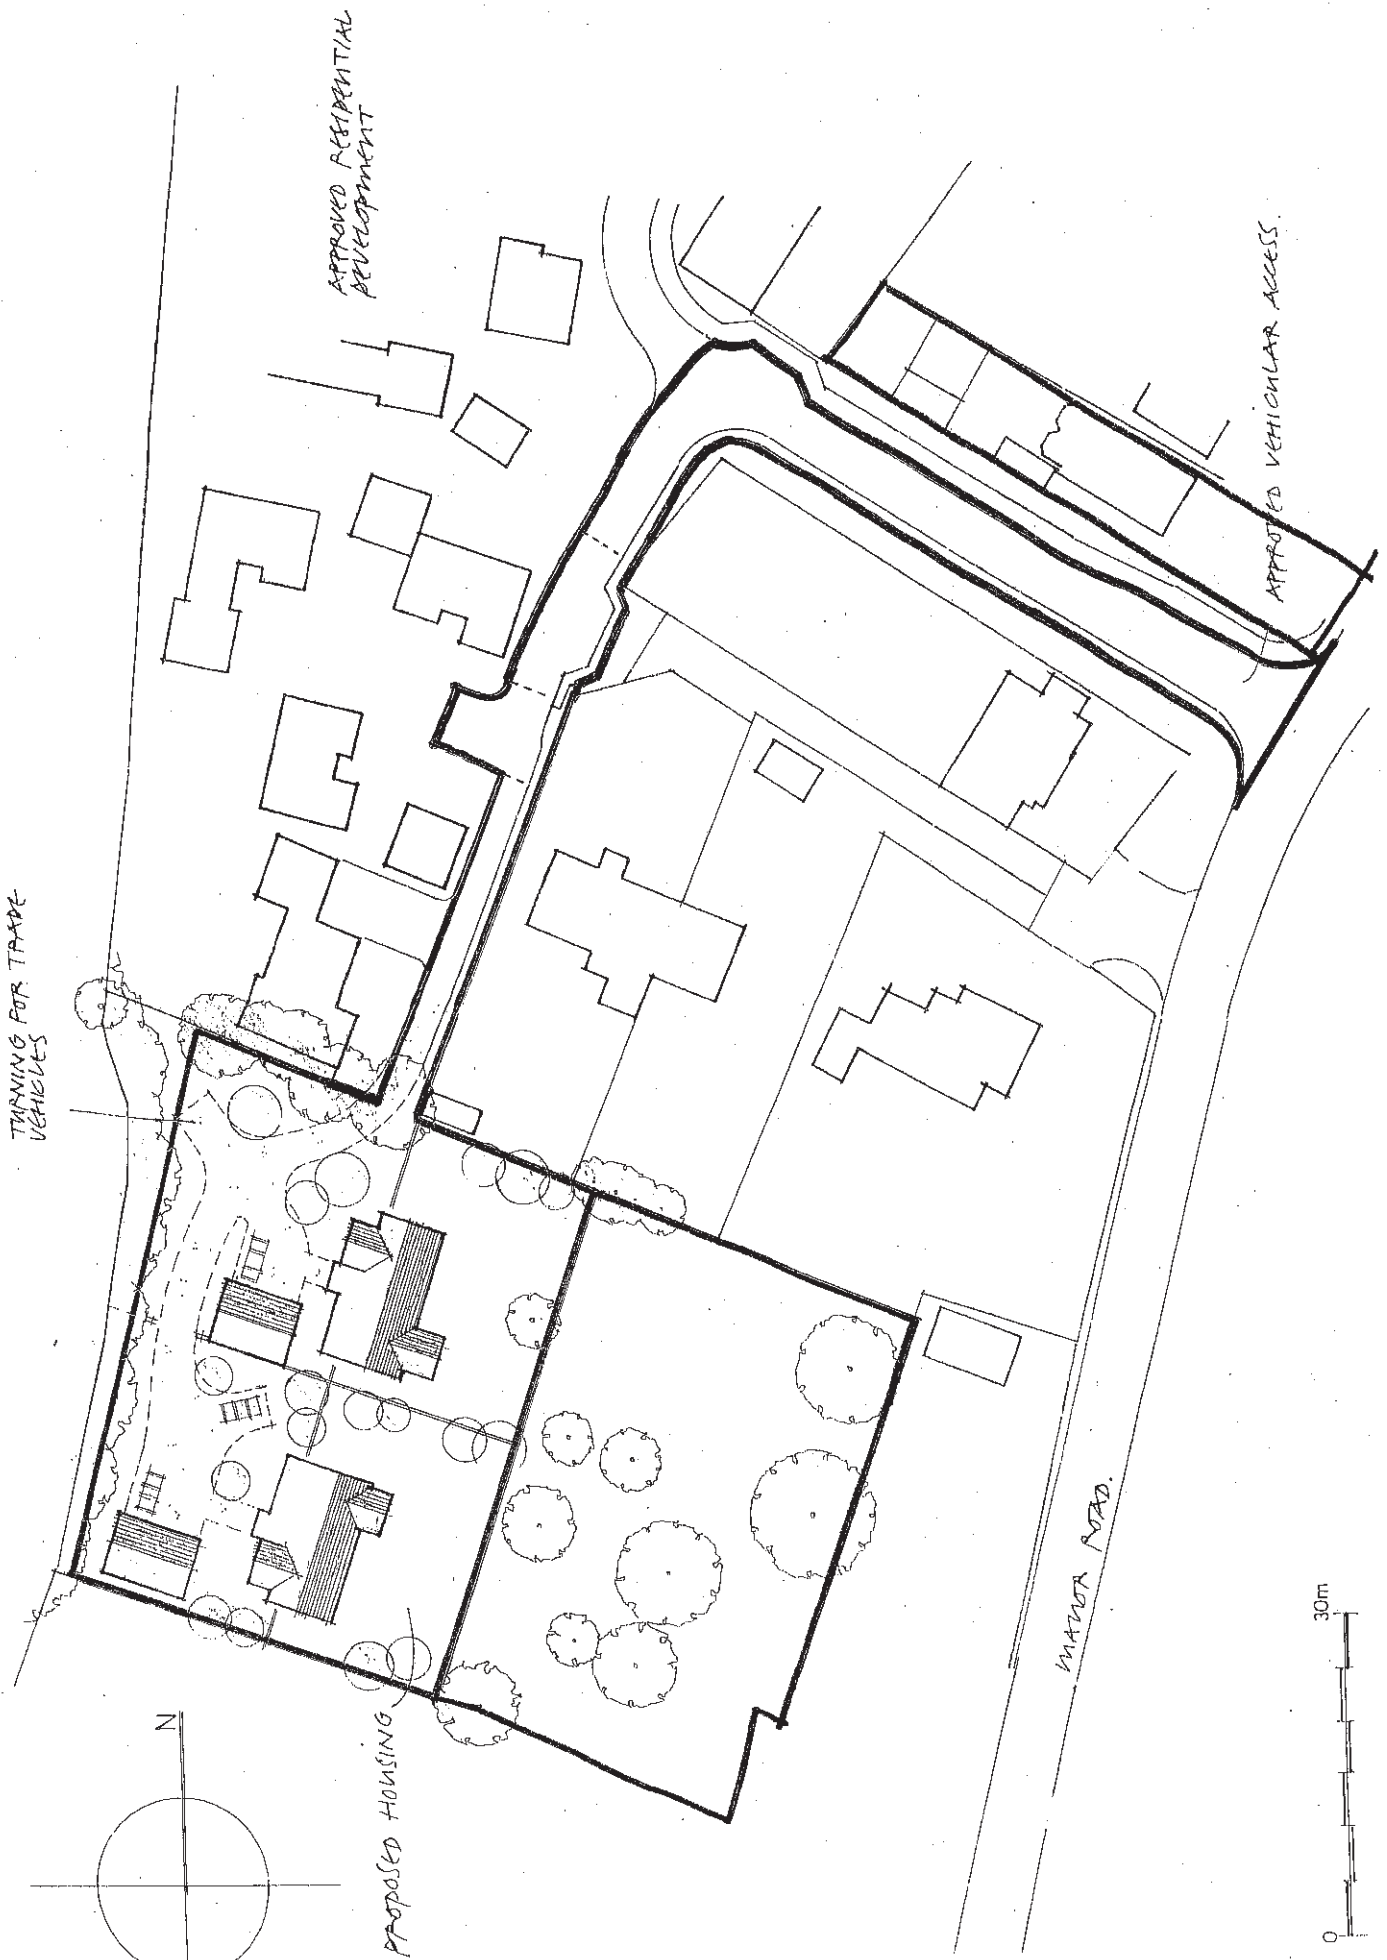 APPROVED RESIDENTIAL
DEVELOPMENT
TURNING FOR TRADE
VEHICLES
APPROVED VEHICULAR ACCESS.
N
PROPOSED HOUSING
MANOR ROAD.
0
30m